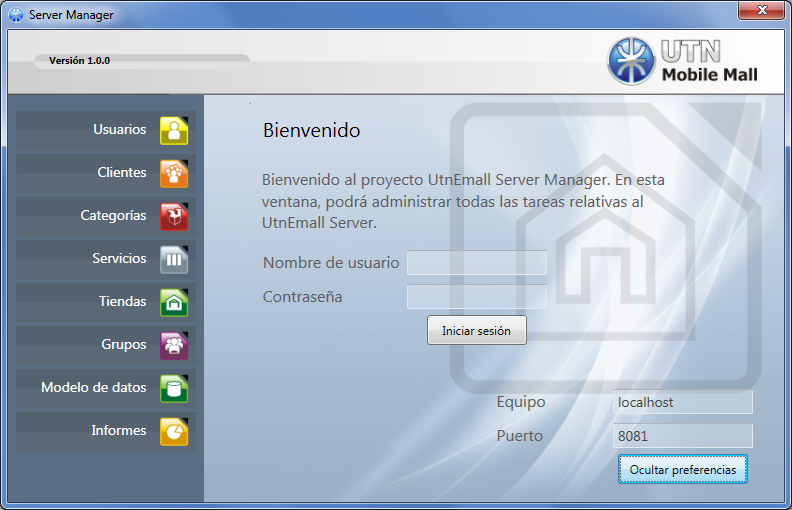 Server Manager
Versión 1.0.0
UTN
Mobile Mall
Usuarios
Clientes
Categorías
Servicios
Tiendas
Grupos
Modelo de datos
Informes
Bienvenido
Bienvenido al proyecto UtnEmall Server Manager. En esta
ventana, podrá administrar todas las tareas relativas al
UtnEmall Server.
Nombre de usuario
Contraseña
Iniciar sesión
Equipo localhost
Puerto 8081
Ocultar preferencias